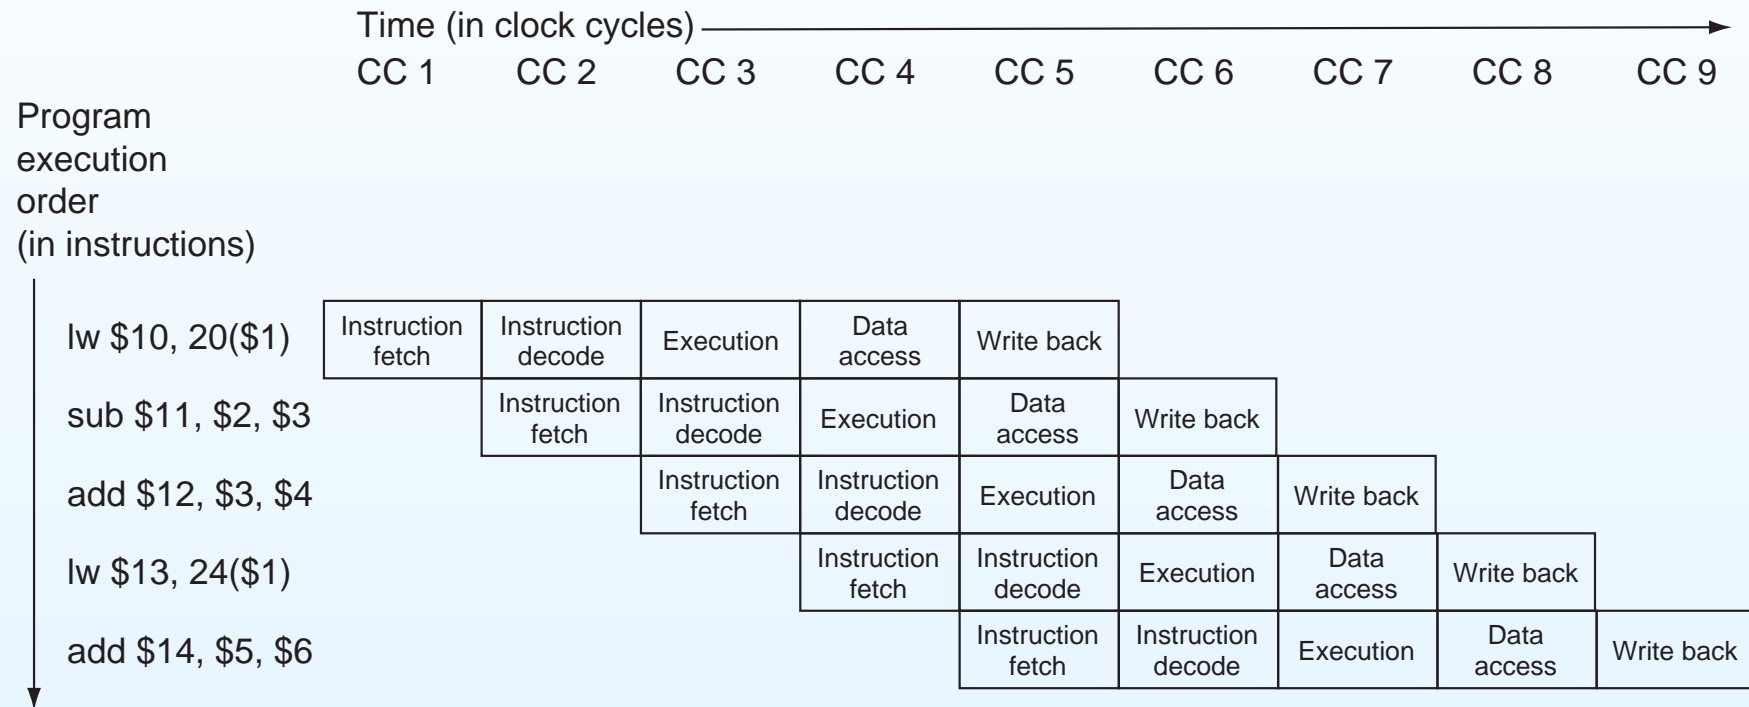 Time (in clock cycles)
CC 1 CC 2 CC 3 CC 4 CC 5 CC 6 CC 7 CC 8 CC 9
Program
execution
order
(in instructions)
lw $10, 20($1)
Instruction
fetch
Instruction
decode
Execution
Data
access
Write back
sub $11, $2, $3
Instruction
fetch
Instruction
decode
Execution
Data
access
Write back
add $12, $3, $4
Instruction
fetch
Instruction
decode
Execution
Data
access
Write back
lw $13, 24($1)
Instruction
fetch
Instruction
decode
Execution
Data
access
Write back
add $14, $5, $6
Instruction
fetch
Instruction
decode
Execution
Data
access
Write back